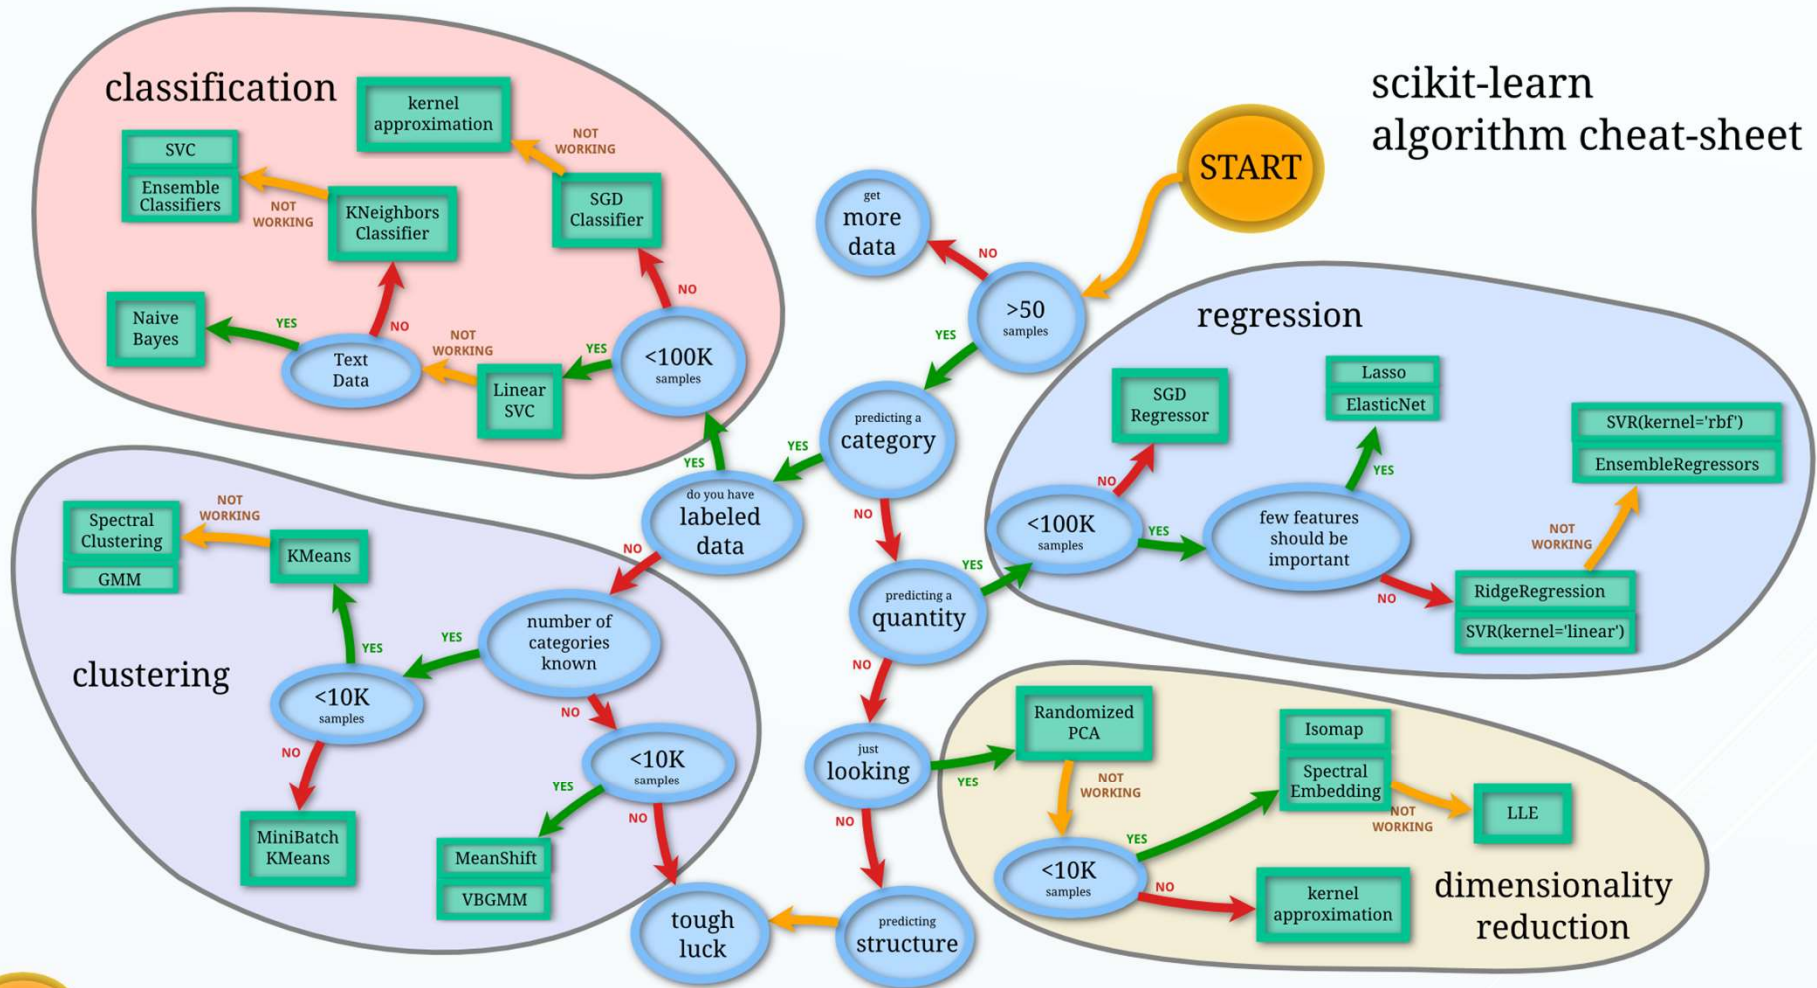 scikit-learn
algorithm cheat-sheet
START
classification
kernel
approximation
NOT
WORKING
SVC
Ensemble
Classifiers
NOT
WORKING
KNeighbors
Classifier
SGD
Classifier
NO
Naive
Bayes
YES
Text
Data
NO
NOT
WORKING
Linear
SVC
YES
<100K
samples
YES
get
more
data
NO
>50
samples
YES
predicting a
category
YES
do you have
labeled
data
NO
NO
predicting a
quantity
YES
NO
just
looking
YES
NO
predicting
structure
tough
luck
regression
SGD
Regressor
NO
<100K
samples
YES
few features
should be
important
YES
Lasso
ElasticNet
NO
RidgeRegression
SVR(kernel='linear')
NOT
WORKING
SVR(kernel='rbf')
EnsembleRegressors
clustering
Spectral
Clustering
GMM
NOT
WORKING
KMeans
YES
<10K
samples
NO
MiniBatch
KMeans
YES
number of
categories
known
NO
<10K
samples
YES
NO
MeanShift
VBGMM
dimensionality
reduction
Randomized
PCA
NOT
WORKING
<10K
samples
YES
Isomap
Spectral
Embedding
NOT
WORKING
LLE
NO
kernel
approximation